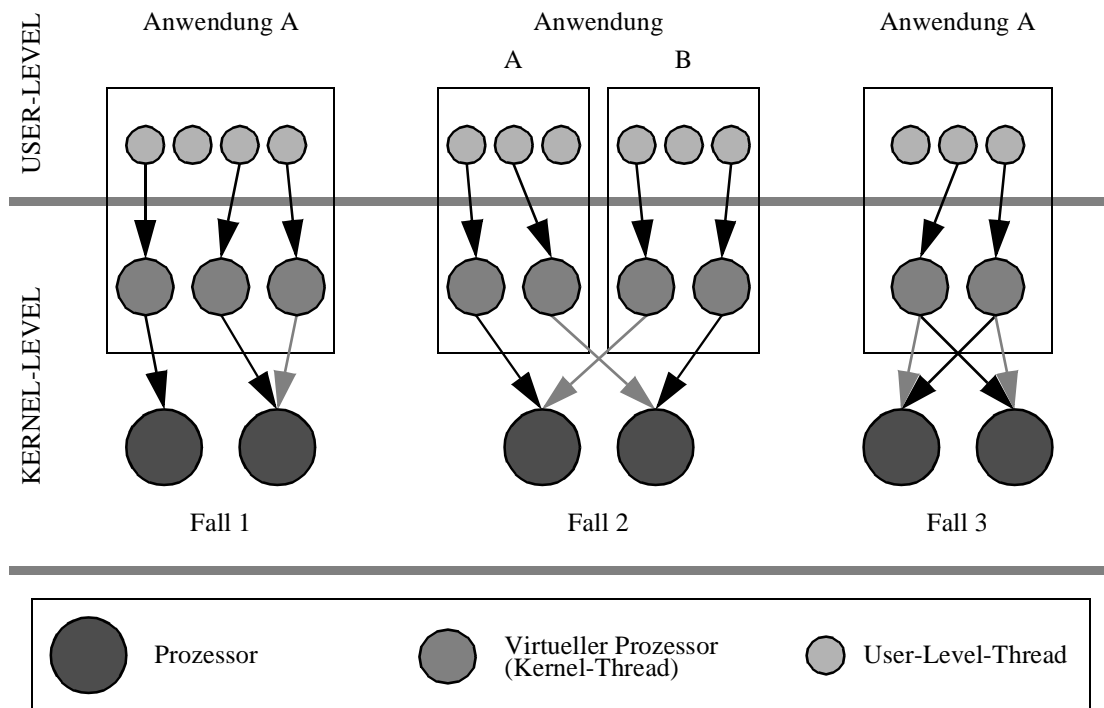 Anwendung A
Anwendung
Anwendung A
A
B
USER-LEVEL
KERNEL-LEVEL
Fall 1
Fall 2
Fall 3
Prozessor
Virtueller Prozessor
(Kernel-Thread)
User-Level-Thread